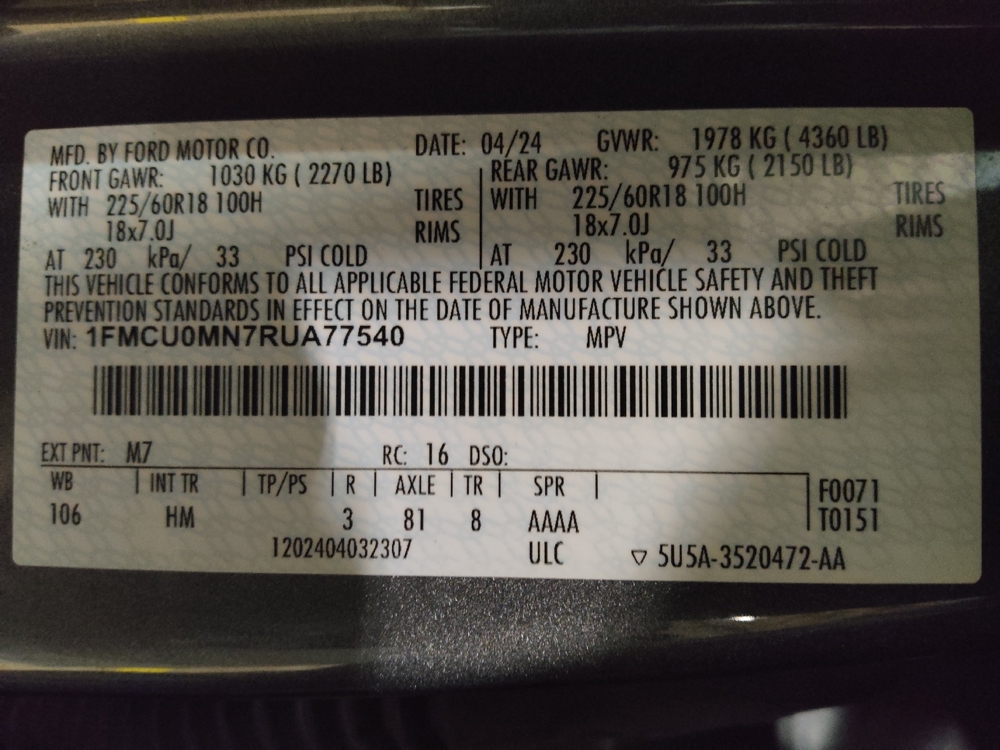 MFD. BY FORD MOTOR CO. DATE: 04/24 GVWR: 1978 KG ( 4360 LB)
FRONT GAWR: 1030 KG ( 2270 LB) REAR GAWR: 975 KG ( 2150 LB)
WITH 225/60R18 100H TIRES WITH 225/60R18 100H TIRES
18x7.0J RIMS 18x7.0J RIMS
AT 230 kPa/ 33 PSI COLD AT 230 kPa/ 33 PSI COLD
THIS VEHICLE CONFORMS TO ALL APPLICABLE FEDERAL MOTOR VEHICLE SAFETY AND THEFT
PREVENTION STANDARDS IN EFFECT ON THE DATE OF MANUFACTURE SHOWN ABOVE.
VIN: 1FMCU0MN7RUA77540 TYPE: MPV
EXT PNT: M7 RC: 16 DSO:
WB INT TR TP/PS R AXLE TR SPR F0071
106 HM 3 81 8 AAAA T0151
1202404032307 ULC ▽ 5U5A-3520472-AA